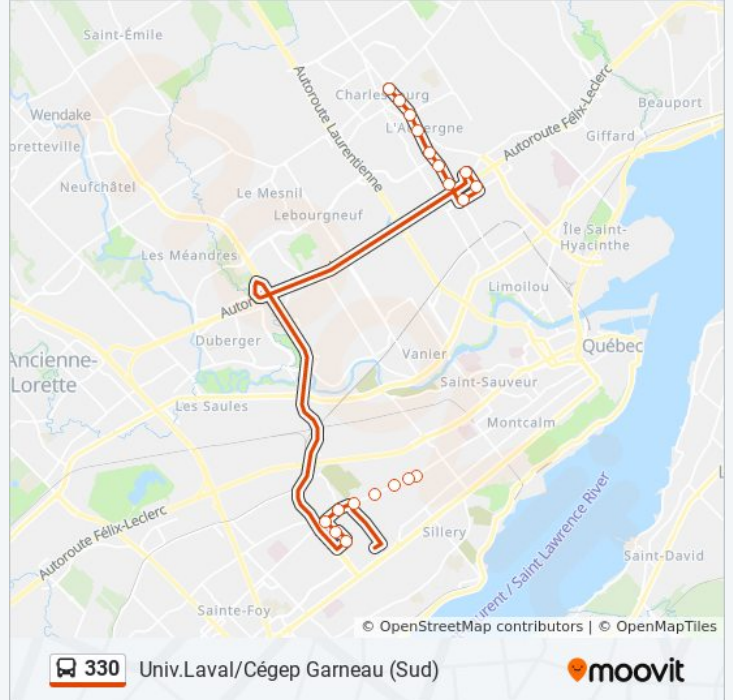 Saint-Émile
Wendake
Charlesbourg
L'Auvergne
Beauport
Giffard
Neufchâtel
Le Mesnil
Lebourgneuf
Autoroute Laurentienne
Autoroute Félix-Leclerc
Île Saint-
Hyacinthe
Les Méandres
Limoilou
Duberger
Vanier
Québec
Ancienne-
Lorette
Saint-Sauveur
Les Saules
Montcalm
Autoroute Félix-Leclerc
Sillery
urent / Saint Lawrence River
Saint-David
Sainte-Foy
© OpenStreetMap contributors | © OpenMapTiles
330 Univ.Laval/Cégep Garneau (Sud)
moovit